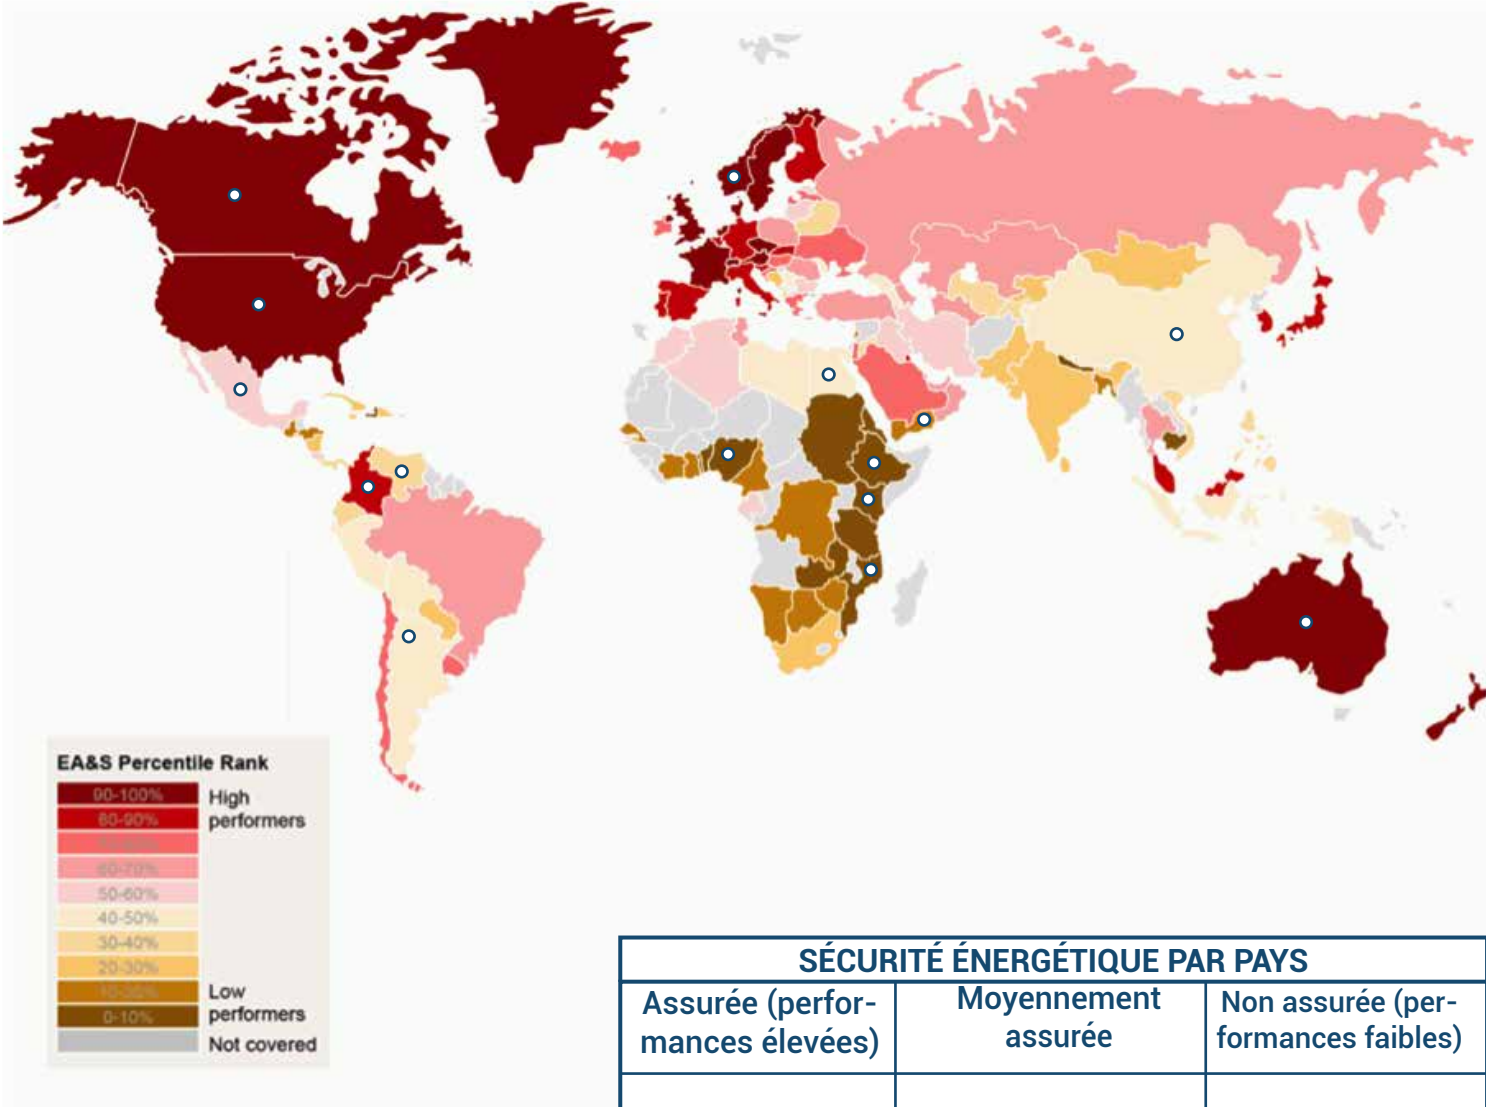 EA&S Percentile Rank
90-100%
High
80-90%
performers
60-70%
50-60%
40-50%
30-40%
20-30%
Low
0-10%
performers
Not covered
SÉCURITÉ ÉNERGÉTIQUE PAR PAYS
Assurée (perfor-
mances élevées)
Moyennement
assurée
Non assurée (per-
formances faibles)